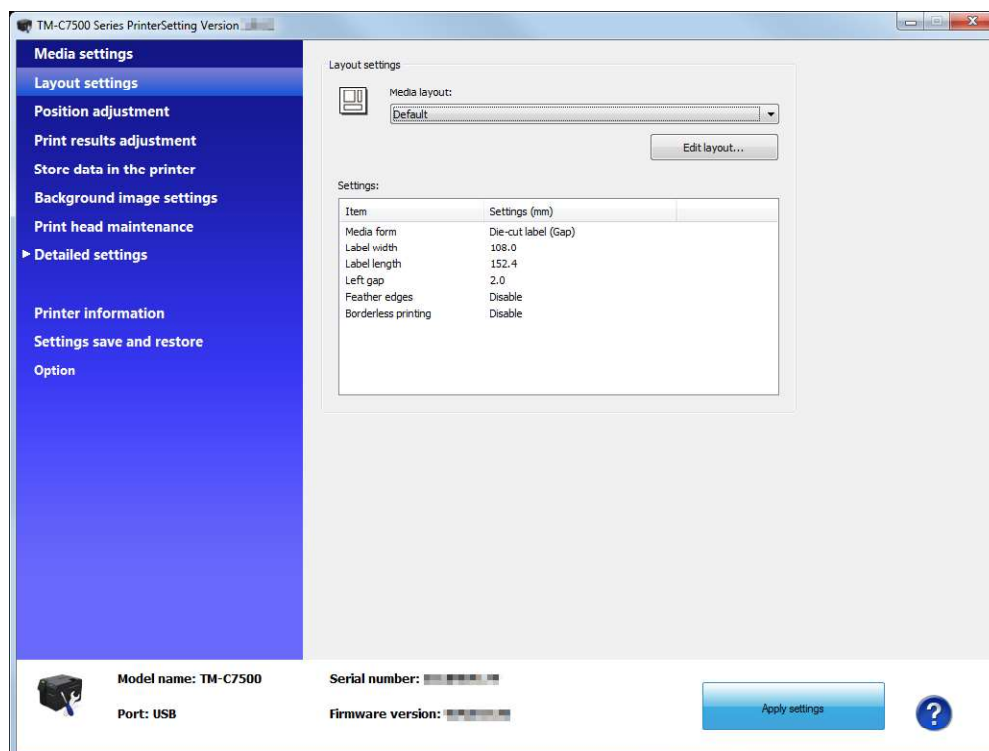 TM-C7500 Series PrinterSetting Version
Media settings
Layout settings
Position adjustment
Print results adjustment
Store data in the printer
Background image settings
Print head maintenance
Detailed settings
Printer information
Settings save and restore
Option
Layout settings
Media layout:
Default
Edit layout...
Settings:
Item Settings (mm)
Media form Die-cut label (Gap)
Label width 108.0
Label length 152.4
Left gap 2.0
Feather edges Disable
Borderless printing Disable
Model name: TM-C7500 Serial number:
Port: USB Firmware version:
Apply settings
?